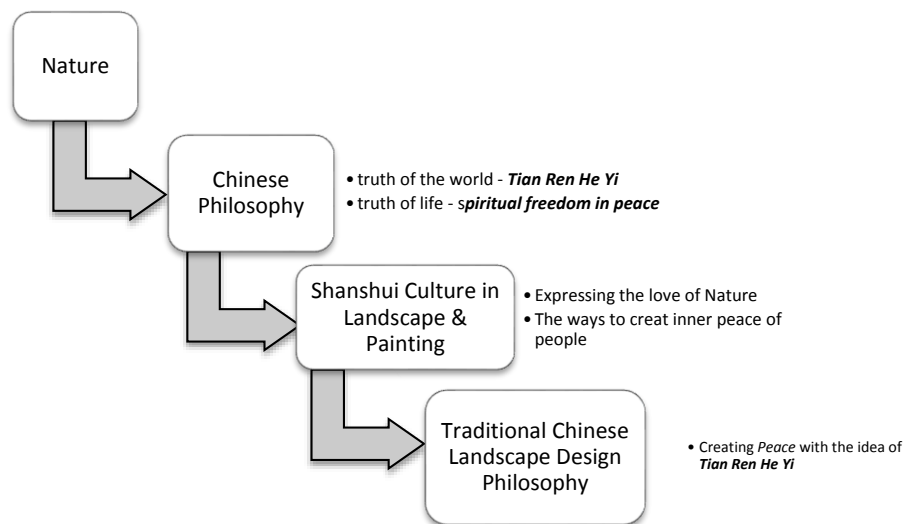 Nature
Chinese
Philosophy
• truth of the world - Tian Ren He Yi
• truth of life - spiritual freedom in peace
Shanshui Culture in
Landscape &
Painting
• Expressing the love of Nature
• The ways to creat inner peace of
people
Traditional Chinese
Landscape Design
Philosophy
• Creating Peace with the idea of
Tian Ren He Yi